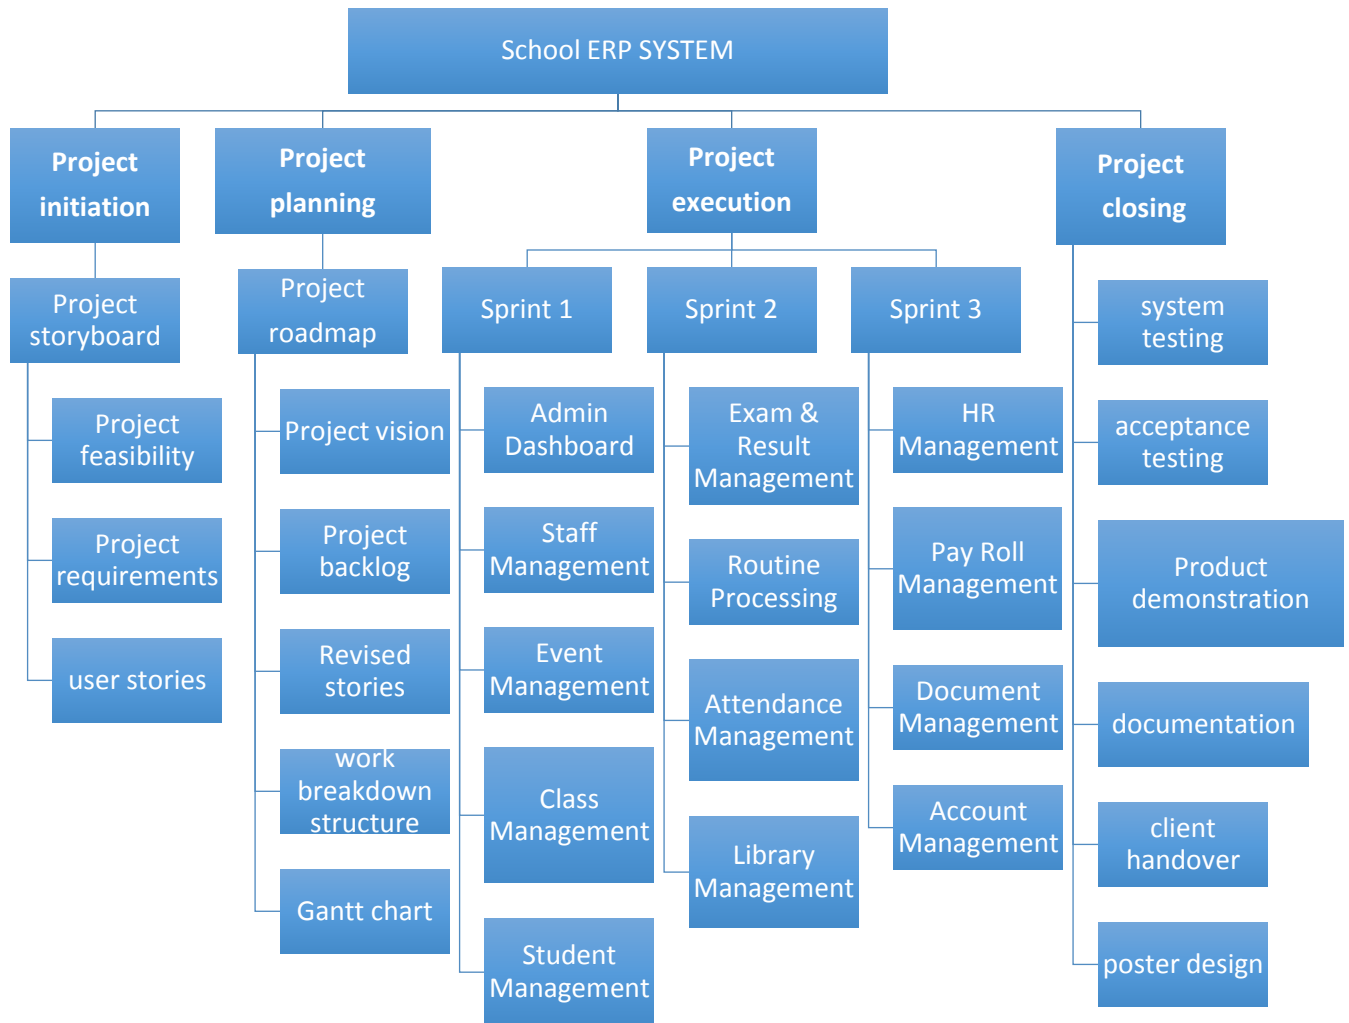 School ERP SYSTEM
Project
initiation
Project
storyboard
Project
feasibility
Project
requirements
user stories
Project
planning
Project
roadmap
Project vision
Project
backlog
Revised
stories
work
breakdown
structure
Gantt chart
Project
execution
Sprint 1
Admin
Dashboard
Staff
Management
Event
Management
Class
Management
Student
Management
Sprint 2
Exam &
Result
Management
Routine
Processing
Attendance
Management
Library
Management
Sprint 3
HR
Management
Pay Roll
Management
Document
Management
Account
Management
Project
closing
system
testing
acceptance
testing
Product
demonstration
documentation
client
handover
poster design